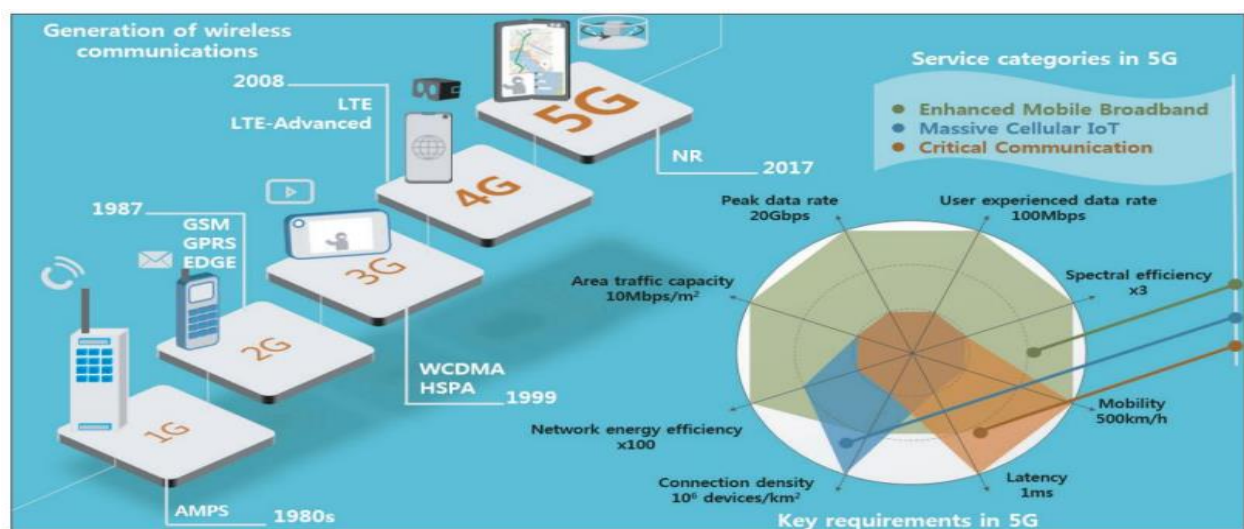 Generation of wireless
communications
2008
LTE
LTE-Advanced
5G
NR
2017
4G
1987
GSM
GPRS
EDGE
3G
WCDMA
HSPA
1999
2G
1G
AMPS
1980s
Service categories in 5G
Enhanced Mobile Broadband
Massive Cellular IoT
Critical Communication
Peak data rate
20Gbps
User experienced data rate
100Mbps
Area traffic capacity
10Mbps/m²
Spectral efficiency
x3
Network energy efficiency
x100
Mobility
500km/h
Connection density
10⁶ devices/km²
Latency
1ms
Key requirements in 5G